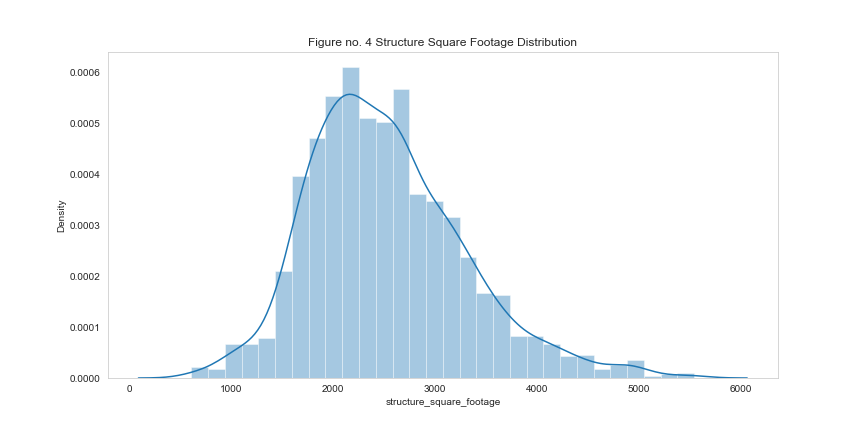 Figure no. 4 Structure Square Footage Distribution
0.0006
0.0005
0.0004
0.0003
0.0002
0.0001
0.0000
Density
0 1000 2000 3000 4000 5000 6000
structure_square_footage